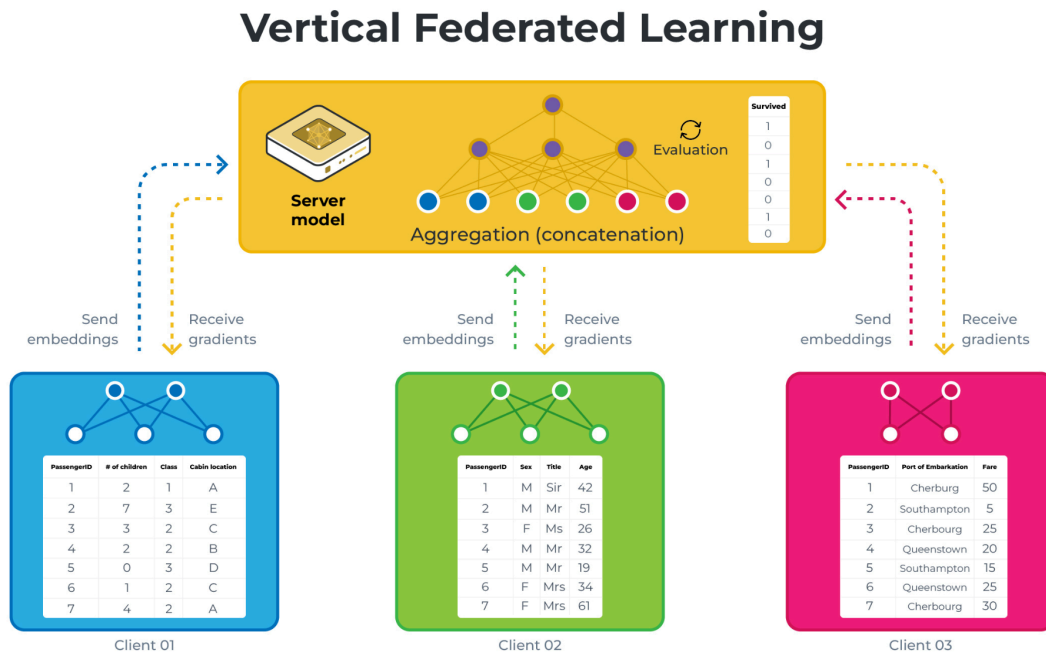 Vertical Federated Learning
Server
model
Evaluation
Aggregation (concatenation)
Survived
1
0
1
0
0
1
0
Send
embeddings
Receive
gradients
Send
embeddings
Receive
gradients
Send
embeddings
Receive
gradients
PassengerID # of children Class Cabin location
1 2 1 A
2 7 3 E
3 3 2 C
4 2 2 B
5 0 3 D
6 1 2 C
7 4 2 A
Client 01
PassengerID Sex Title Age
1 M Sir 42
2 M Mr 51
3 F Ms 26
4 M Mr 32
5 M Mr 19
6 F Mrs 34
7 F Mrs 61
Client 02
PassengerID Port of Embarkation Fare
1 Cherburg 50
2 Southampton 5
3 Cherbourg 25
4 Queenstown 20
5 Southampton 15
6 Queenstown 25
7 Cherbourg 30
Client 03